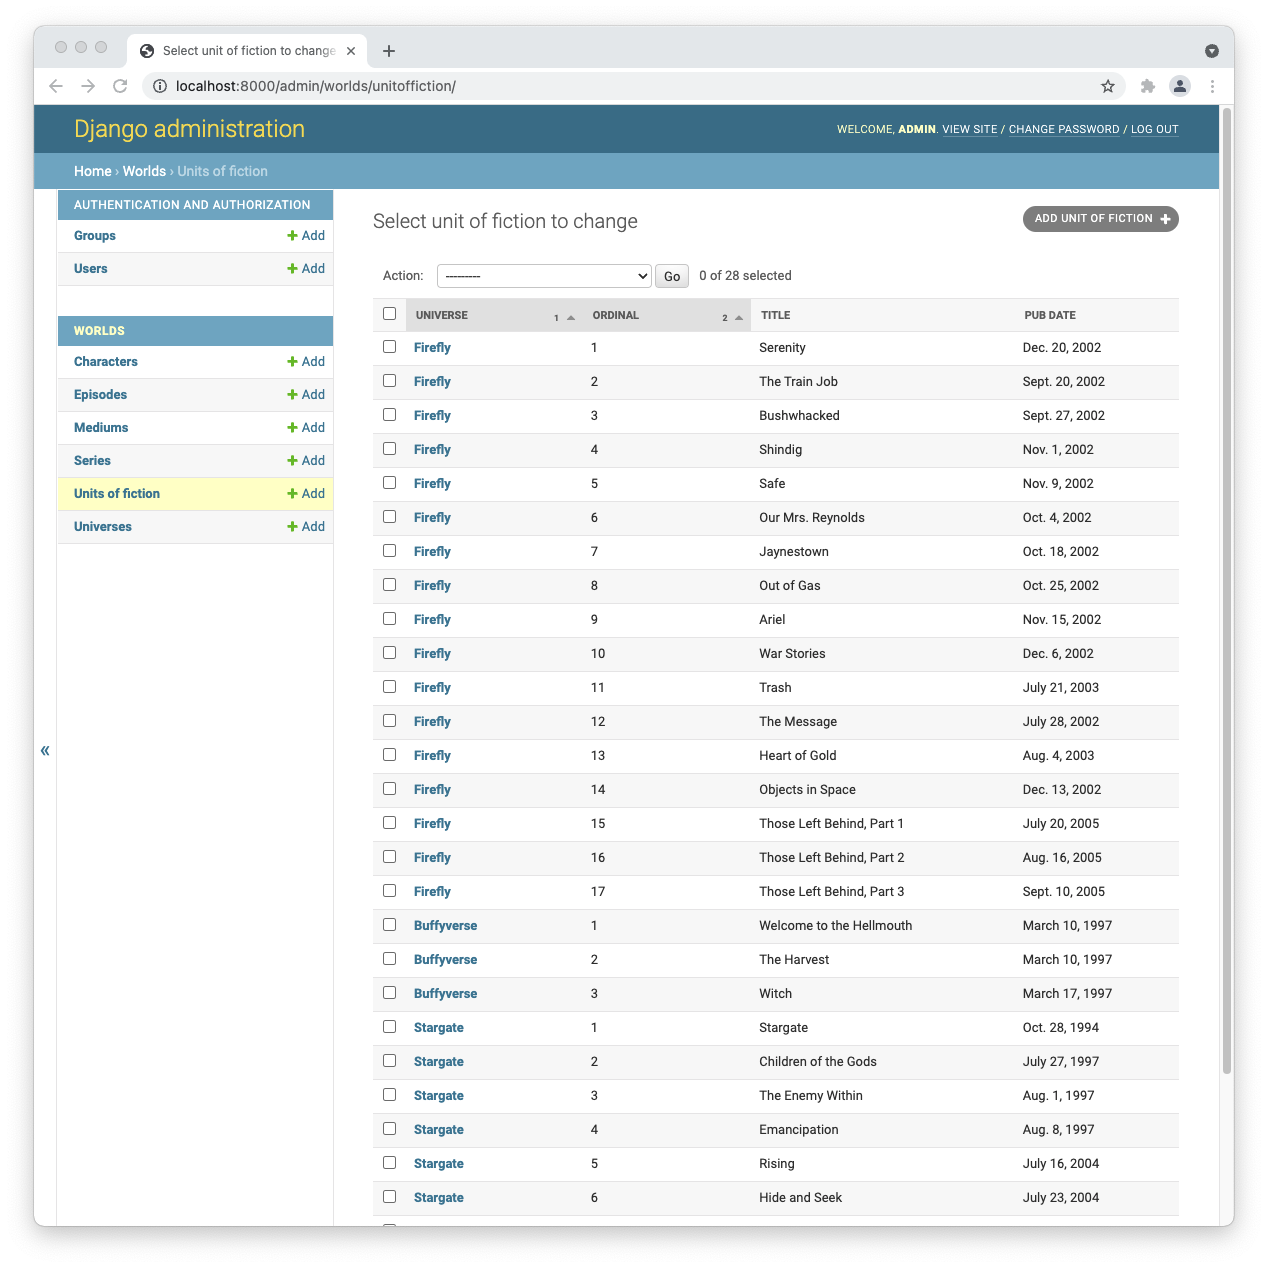 Select unit of fiction to change
localhost:8000/admin/worlds/unitoffiction/
Django administration
WELCOME, ADMIN. VIEW SITE / CHANGE PASSWORD / LOG OUT
Home › Worlds › Units of fiction
AUTHENTICATION AND AUTHORIZATION
Groups + Add
Users + Add
WORLDS
Characters + Add
Episodes + Add
Mediums + Add
Series + Add
Units of fiction + Add
Universes + Add
«
Select unit of fiction to change
ADD UNIT OF FICTION +
Action: --------- Go 0 of 28 selected
UNIVERSE 1 ORDINAL 2 TITLE PUB DATE
Firefly 1 Serenity Dec. 20, 2002
Firefly 2 The Train Job Sept. 20, 2002
Firefly 3 Bushwhacked Sept. 27, 2002
Firefly 4 Shindig Nov. 1, 2002
Firefly 5 Safe Nov. 9, 2002
Firefly 6 Our Mrs. Reynolds Oct. 4, 2002
Firefly 7 Jaynestown Oct. 18, 2002
Firefly 8 Out of Gas Oct. 25, 2002
Firefly 9 Ariel Nov. 15, 2002
Firefly 10 War Stories Dec. 6, 2002
Firefly 11 Trash July 21, 2003
Firefly 12 The Message July 28, 2002
Firefly 13 Heart of Gold Aug. 4, 2003
Firefly 14 Objects in Space Dec. 13, 2002
Firefly 15 Those Left Behind, Part 1 July 20, 2005
Firefly 16 Those Left Behind, Part 2 Aug. 16, 2005
Firefly 17 Those Left Behind, Part 3 Sept. 10, 2005
Buffyverse 1 Welcome to the Hellmouth March 10, 1997
Buffyverse 2 The Harvest March 10, 1997
Buffyverse 3 Witch March 17, 1997
Stargate 1 Stargate Oct. 28, 1994
Stargate 2 Children of the Gods July 27, 1997
Stargate 3 The Enemy Within Aug. 1, 1997
Stargate 4 Emancipation Aug. 8, 1997
Stargate 5 Rising July 16, 2004
Stargate 6 Hide and Seek July 23, 2004